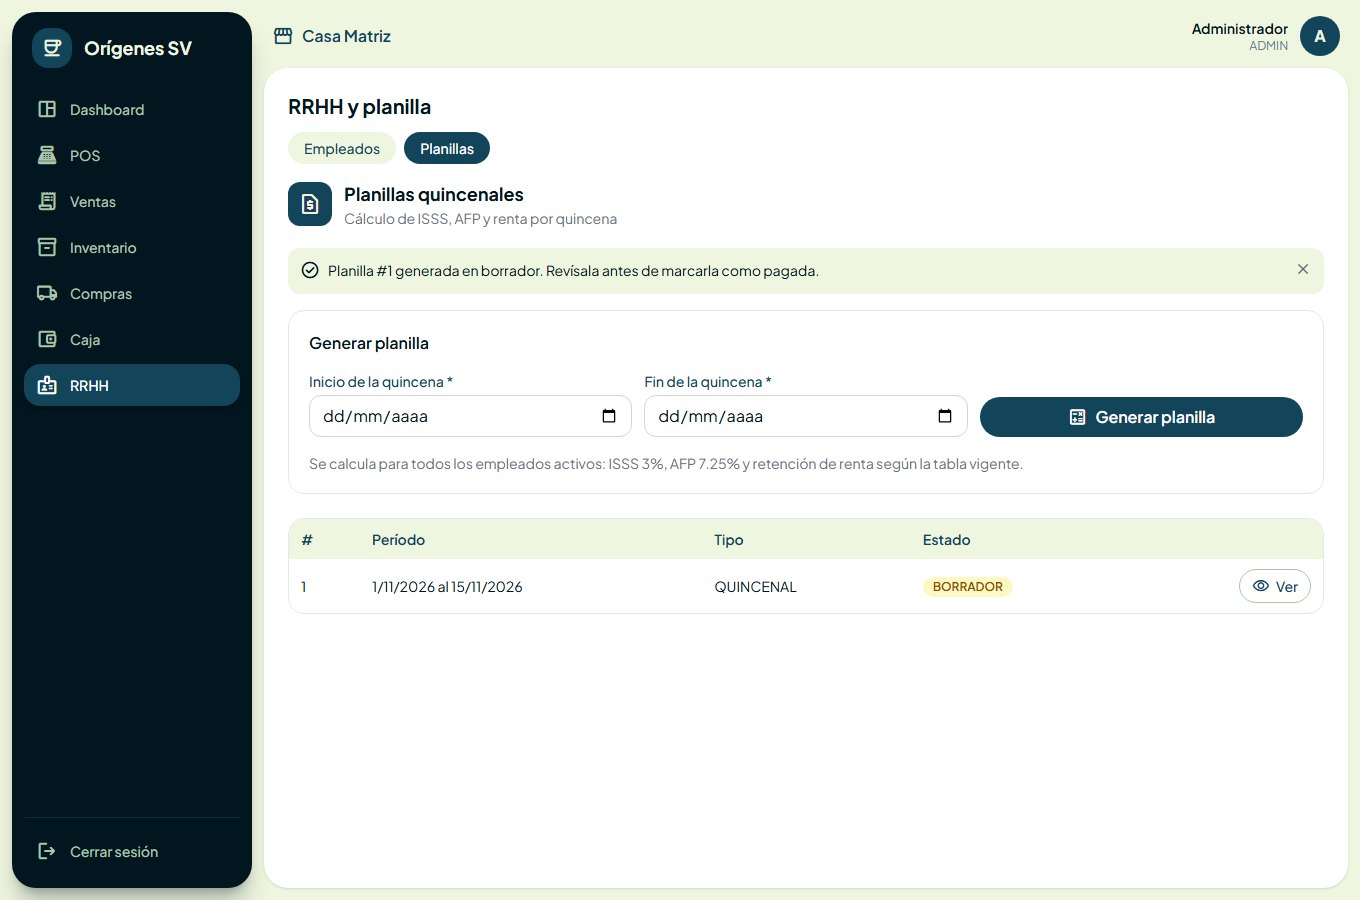 Orígenes SV
Dashboard
POS
Ventas
Inventario
Compras
Caja
RRHH
Cerrar sesión
Casa Matriz
Administrador
ADMIN
A
RRHH y planilla
Empleados
Planillas
Planillas quincenales
Cálculo de ISSS, AFP y renta por quincena
Planilla #1 generada en borrador. Revísala antes de marcarla como pagada.
Generar planilla
Inicio de la quincena *
Fin de la quincena *
dd/mm/aaaa
dd/mm/aaaa
Generar planilla
Se calcula para todos los empleados activos: ISSS 3%, AFP 7.25% y retención de renta según la tabla vigente.
# Período Tipo Estado
1 1/11/2026 al 15/11/2026 QUINCENAL BORRADOR Ver